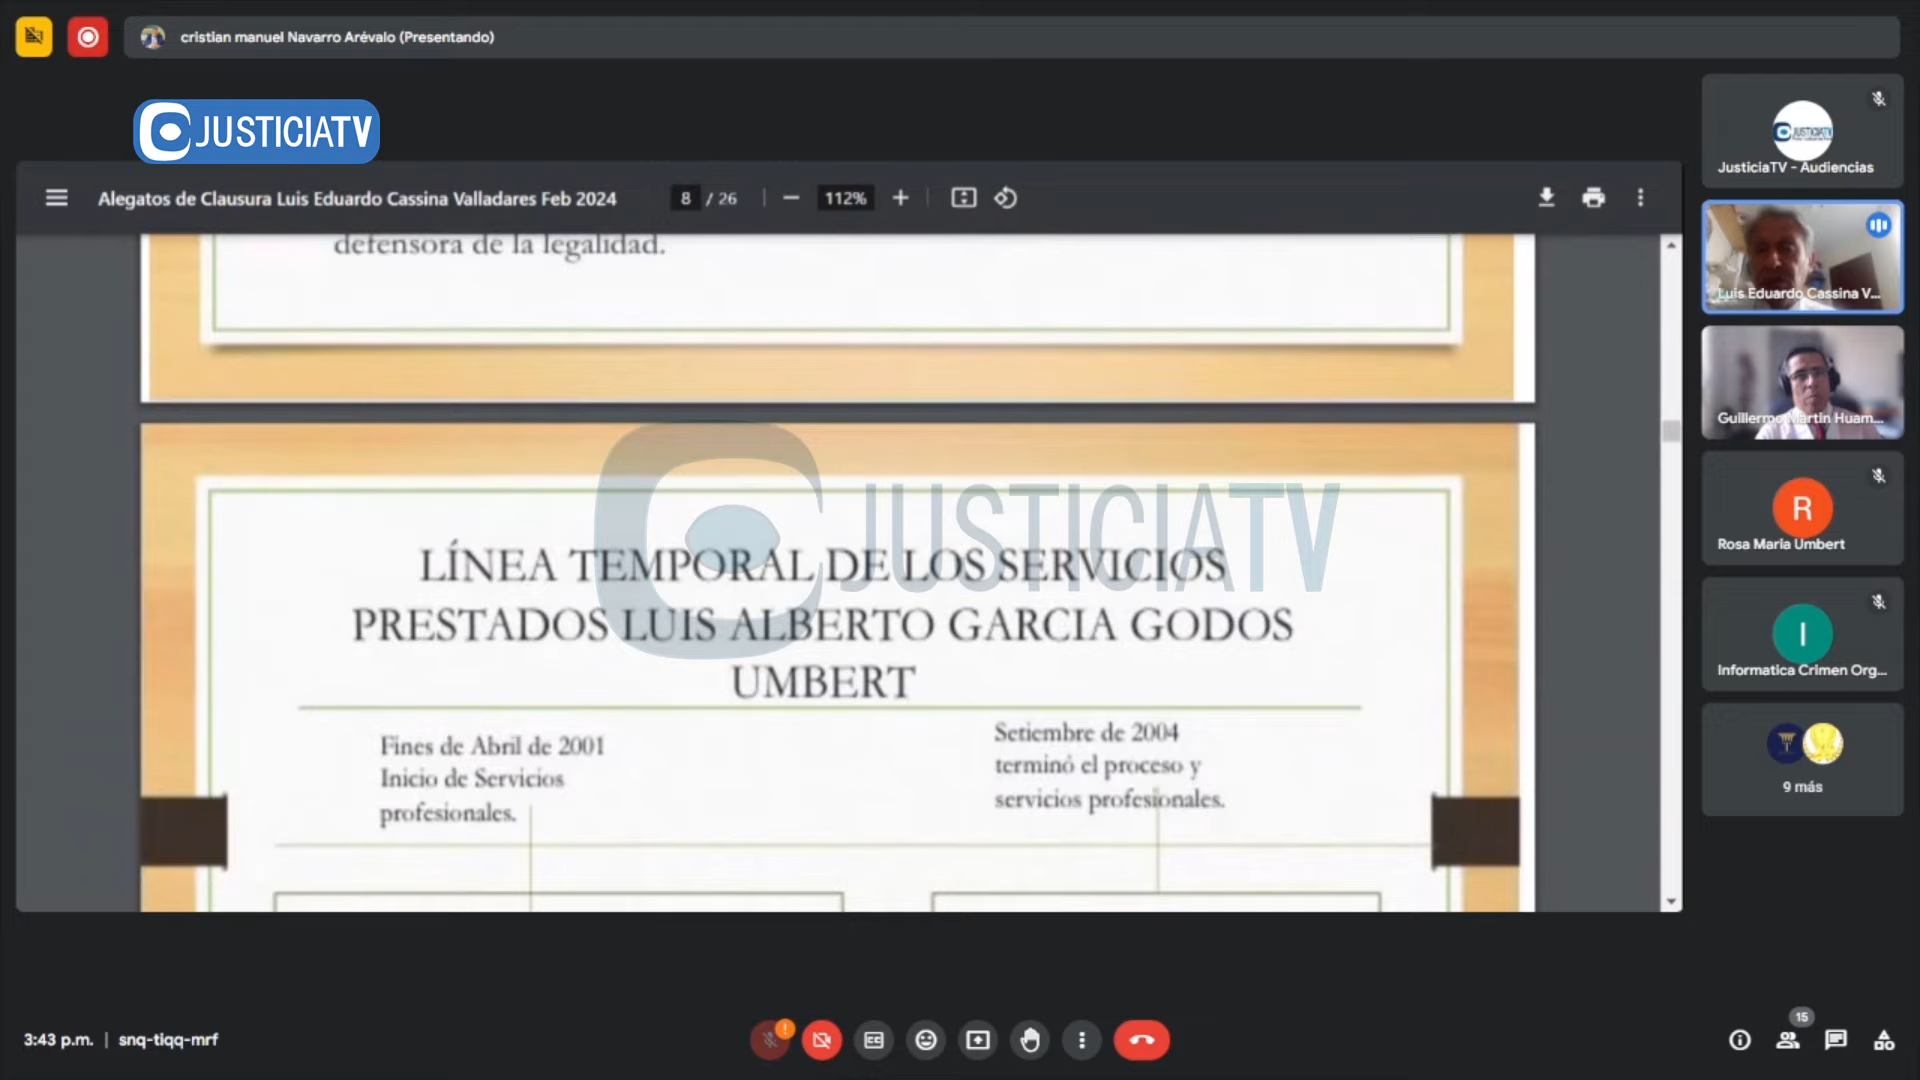 cristian manuel Navarro Arévalo (Presentando)
JUSTICIATV
Alegatos de Clausura Luis Eduardo Cassina Valladares Feb 2024
8 / 26
112%
defensora de la legalidad.
JUSTICIATV
LÍNEA TEMPORAL DE LOS SERVICIOS
PRESTADOS LUIS ALBERTO GARCIA GODOS
UMBERT
Fines de Abril de 2001
Inicio de Servicios
profesionales.
Setiembre de 2004
terminó el proceso y
servicios profesionales.
JUSTICIATV
JusticiaTV - Audiencias
Luis Eduardo Cassina V...
Guillermo Martin Huam...
R
Rosa Maria Umbert
I
Informatica Crimen Org...
9 más
3:43 p.m. | snq-tiqq-mrf
15